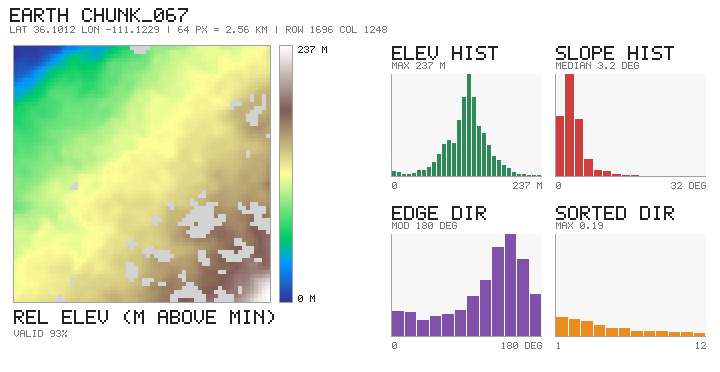 EARTH CHUNK_067
LAT 36.1012 LON -111.1229 | 64 PX = 2.56 KM | ROW 1696 COL 1248
237 M
0 M
REL ELEV (M ABOVE MIN)
VALID 93%
ELEV HIST
MAX 237 M
0 237 M
SLOPE HIST
MEDIAN 3.2 DEG
0 32 DEG
EDGE DIR
MOD 180 DEG
0 180 DEG
SORTED DIR
MAX 0.19
1 12